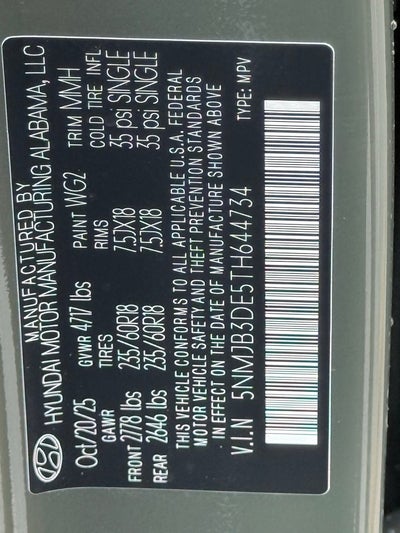 MANUFACTURED BY
HYUNDAI MOTOR MANUFACTURING ALABAMA, LLC
Oct/20/25 GVWR 4717 lbs PAINT WG2 TRIM MMH
GAWR TIRES RIMS COLD TIRE INFL.
FRONT 2778 lbs 235/60R18 7.5JX18 35 psi SINGLE
REAR 2646 lbs 235/60R18 7.5JX18 35 psi SINGLE
THIS VEHICLE CONFORMS TO ALL APPLICABLE U.S.A. FEDERAL
MOTOR VEHICLE SAFETY AND THEFT PREVENTION STANDARDS
IN EFFECT ON THE DATE OF MANUFACTURE SHOWN ABOVE
V.I.N 5NMJB3DE5TH644734 TYPE: MPV